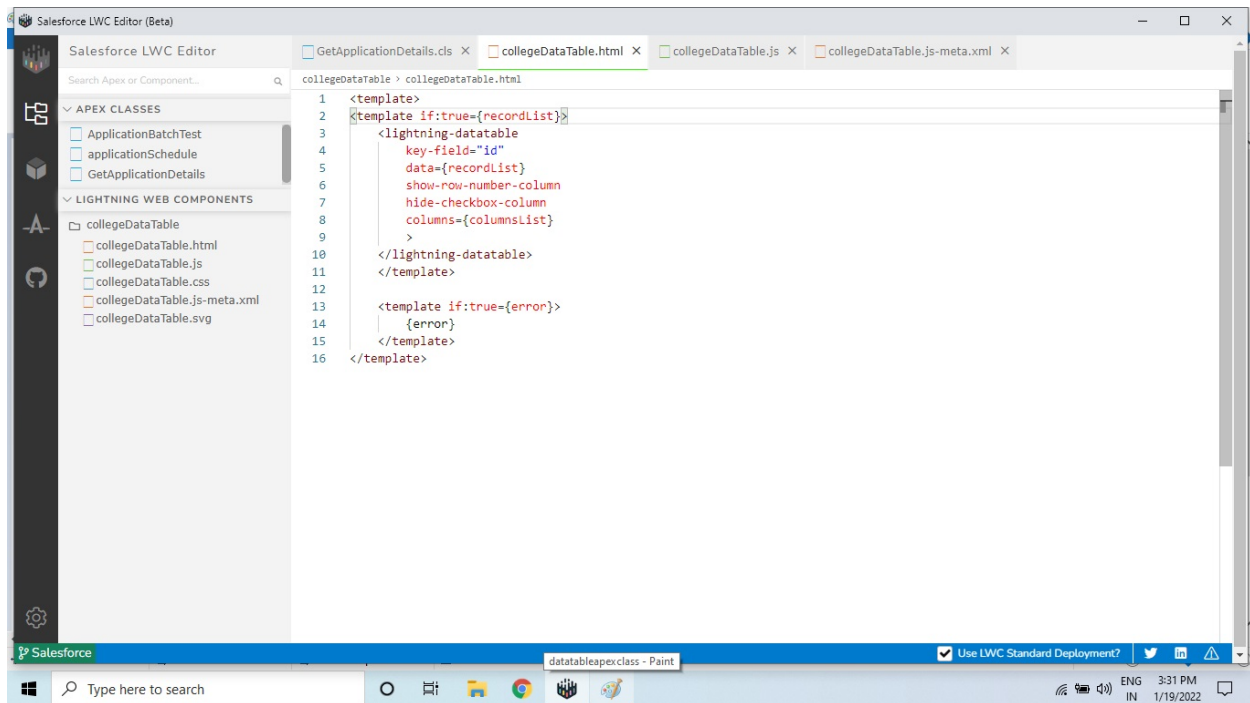 Salesforce LWC Editor (Beta)
Salesforce LWC Editor
GetApplicationDetails.cls
collegeDataTable.html
collegeDataTable.js
collegeDataTable.js-meta.xml
Search Apex or Component...
collegeDataTable > collegeDataTable.html
APEX CLASSES
ApplicationBatchTest
applicationSchedule
GetApplicationDetails
LIGHTNING WEB COMPONENTS
collegeDataTable
collegeDataTable.html
collegeDataTable.js
collegeDataTable.css
collegeDataTable.js-meta.xml
collegeDataTable.svg
1 <template>
2 <template if:true={recordList}>
3 <lightning-datatable
4 key-field="id"
5 data={recordList}
6 show-row-number-column
7 hide-checkbox-column
8 columns={columnsList}
9 >
10 </lightning-datatable>
11 </template>
12
13 <template if:true={error}>
14 {error}
15 </template>
16 </template>
Salesforce
datatableapexclass - Paint
Use LWC Standard Deployment?
Type here to search
ENG
IN
3:31 PM
1/19/2022